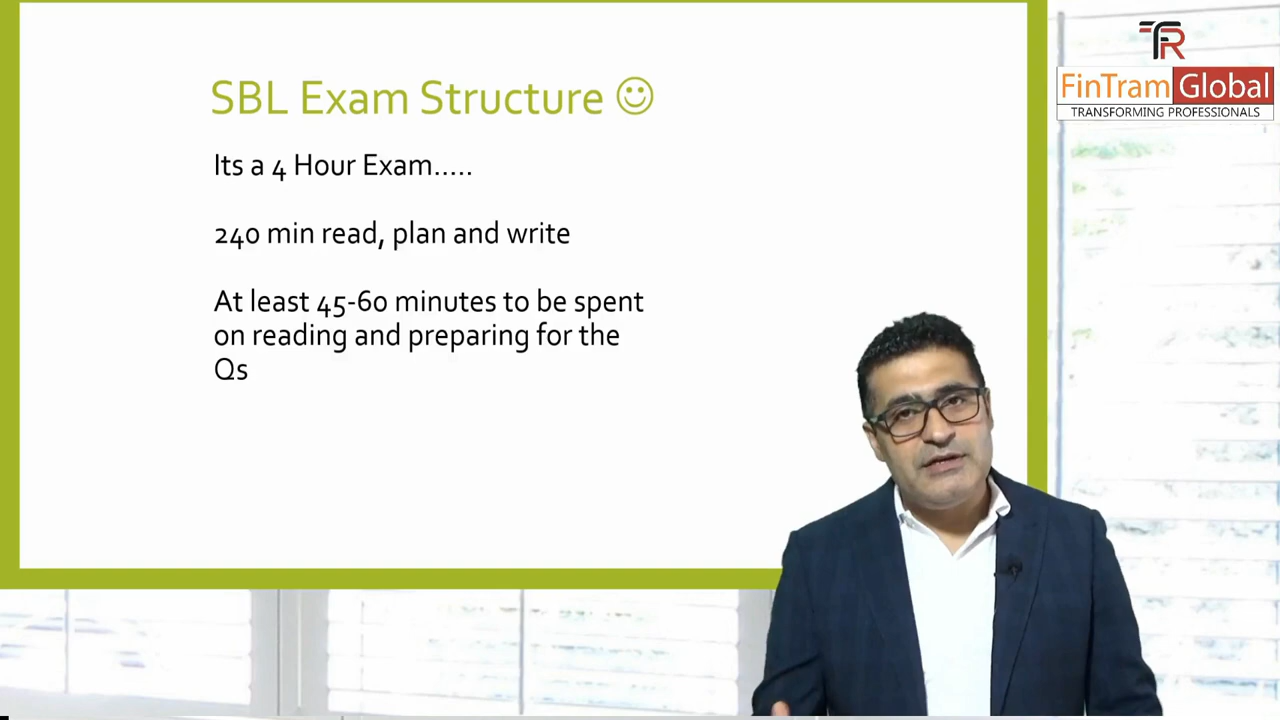 SBL Exam Structure ☺
Its a 4 Hour Exam.....
240 min read, plan and write
At least 45-60 minutes to be spent
on reading and preparing for the
Qs
FR
FinTram Global
TRANSFORMING PROFESSIONALS